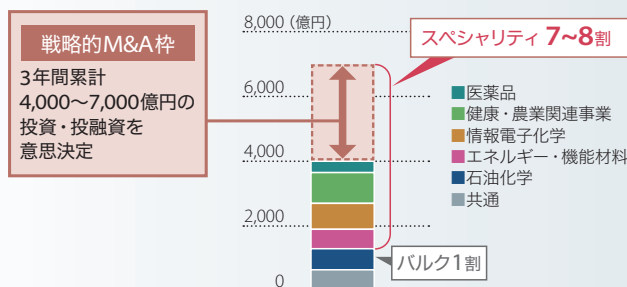 戦略的M&A枠
3年間累計
4,000〜7,000億円の
投資・投融資を
意思決定
8,000（億円）
6,000
4,000
2,000
0
スペシャリティ 7~8割
医薬品
健康・農業関連事業
情報電子化学
エネルギー・機能材料
石油化学
共通
バルク1割